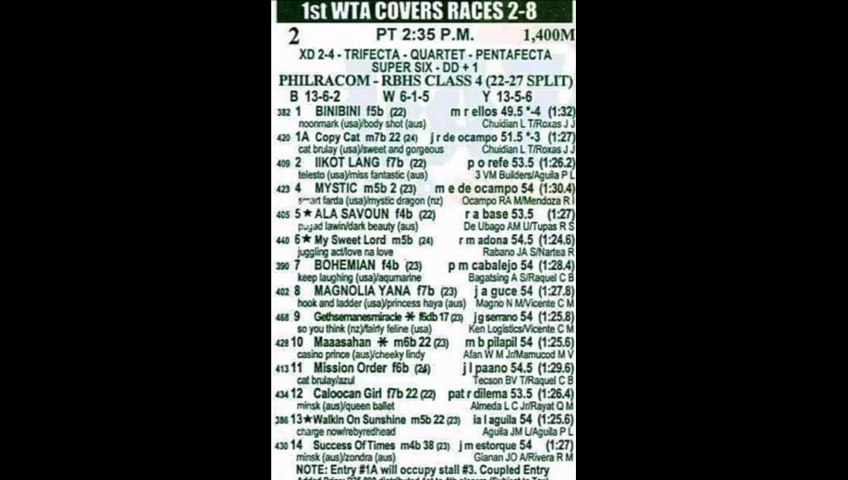 1st WTA COVERS RACES 2-8
2 PT 2:35 P.M. 1,400M
XD 2-4 - TRIFECTA - QUARTET - PENTAFECTA
SUPER SIX - DD + 1
PHILRACOM - RBHS CLASS 4 (22-27 SPLIT)
B 13-6-2 W 6-1-5 Y 13-5-6
382 1 BINIBINI f5b (22) m r ellos 49.5 *-4 (1:32)
noonmark (usa)/body shot (aus) Chuidian L T/Roxas J J
420 1A Copy Cat m7b 22 (24) j r de ocampo 51.5 *-3 (1:27)
cat brulay/sweet and gorgeous Chuidian L T/Roxas J J
409 2 IIKOT LANG f7b (22) p o refe 53.5 (1:26.2)
telesto (usa)/miss fantastic (aus) 3 VM Builders/Aguila P L
423 4 MYSTIC m5b 2 (23) m e de ocampo 54 (1:30.4)
smart farda (usa)/mystic dragon (nz) Ocampo RA M/Mendoza R I
405 5 ★ ALA SAVOUN f4b (22) r a base 53.5 (1:27)
pugad lawin/dark beauty (aus) De Ubago AM U/Tupas R S
440 6 ★ My Sweet Lord m5b (24) r m adona 54.5 (1:24.6)
juggling act/love na love Rabano JA S/Nartea R
390 7 BOHEMIAN f4b (23) p m cabalejo 54 (1:28.4)
keep laughing (usa)/aqumarine Bagatsing A S/Raquel C B
402 8 MAGNOLIA YANA f7b (23) j a guce 54 (1:27.8)
hook and ladder (usa)/princess haya (aus) Magno N M/Vicente C M
468 9 Gethsemanesmiracle * f5db 17 (23) j g serrano 54 (1:25.8)
so you think (nz)/fairly feline (usa) Ken Logistics/Vicente C M
428 10 Maaasahan * m6b 22 (23) m b pilapil 54 (1:25.6)
casino prince (aus)/cheeky lindy Afan W M Jr/Mamucod M V
413 11 Mission Order f6b (24) j l paano 54.5 (1:29.6)
cat brulay/azul Tecson BV T/Raquel C B
434 12 Caloocan Girl f7b 22 (22) pat r dilema 53.5 (1:26.4)
minsk (aus)/queen ballet Almeda L C Jr/Rayat Q M
386 13 ★ Walkin On Sunshine m5b 22 (23) ia l aguila 54 (1:25.6)
charge now/rebyredhead Aguila JM L/Aguila P L
430 14 Success Of Times m4b 38 (23) j m estorque 54 (1:27)
minsk (aus)/zondra (aus) Gianan JO A/Rivera R M
NOTE: Entry #1A will occupy stall #3. Coupled Entry